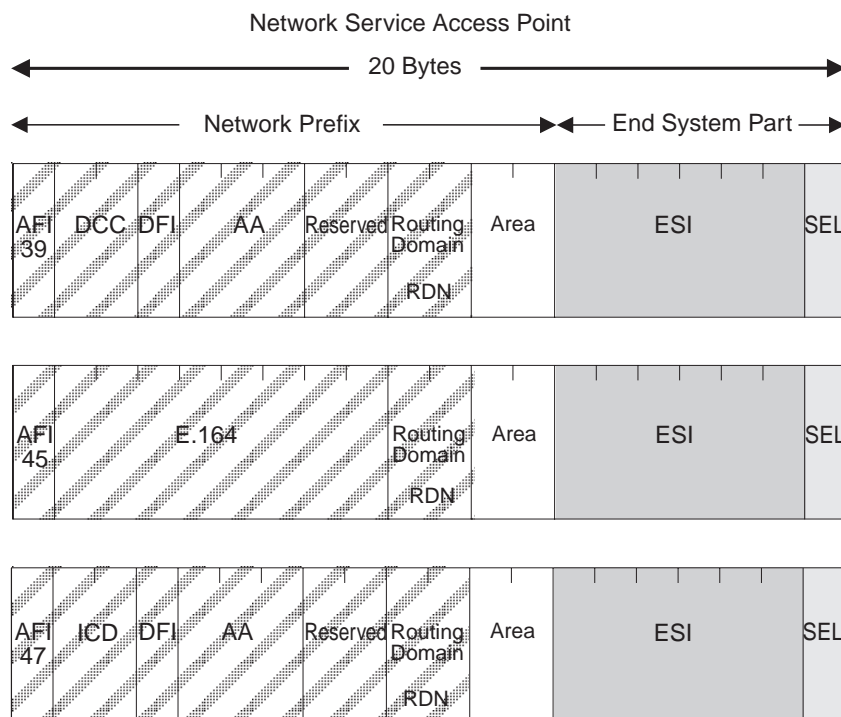 Network Service Access Point
20 Bytes
Network Prefix End System Part
AFI DCC DFI AA Reserved Routing Area ESI SEL
39 Domain
RDN
AFI E.164 Routing Area ESI SEL
45 Domain
RDN
AFI ICD DFI AA Reserved Routing Area ESI SEL
47 Domain
RDN